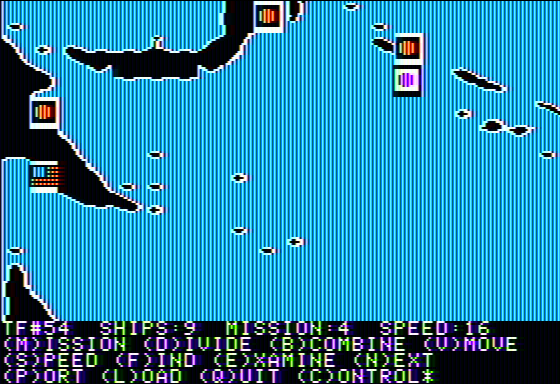 TF#54 SHIPS:9 MISSION:4 SPEED:16
(M)ISSION (D)IVIDE (B)COMBINE (V)MOVE
(S)PEED (F)IND (E)XAMINE (N)EXT
(P)ORT (L)OAD (Q)UIT (C)ONTROL*